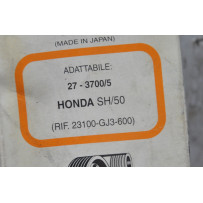 (MADE IN JAPAN)
ADATTABILE:
27 - 3700/5
HONDA SH/50
(RIF. 23100-GJ3-600)